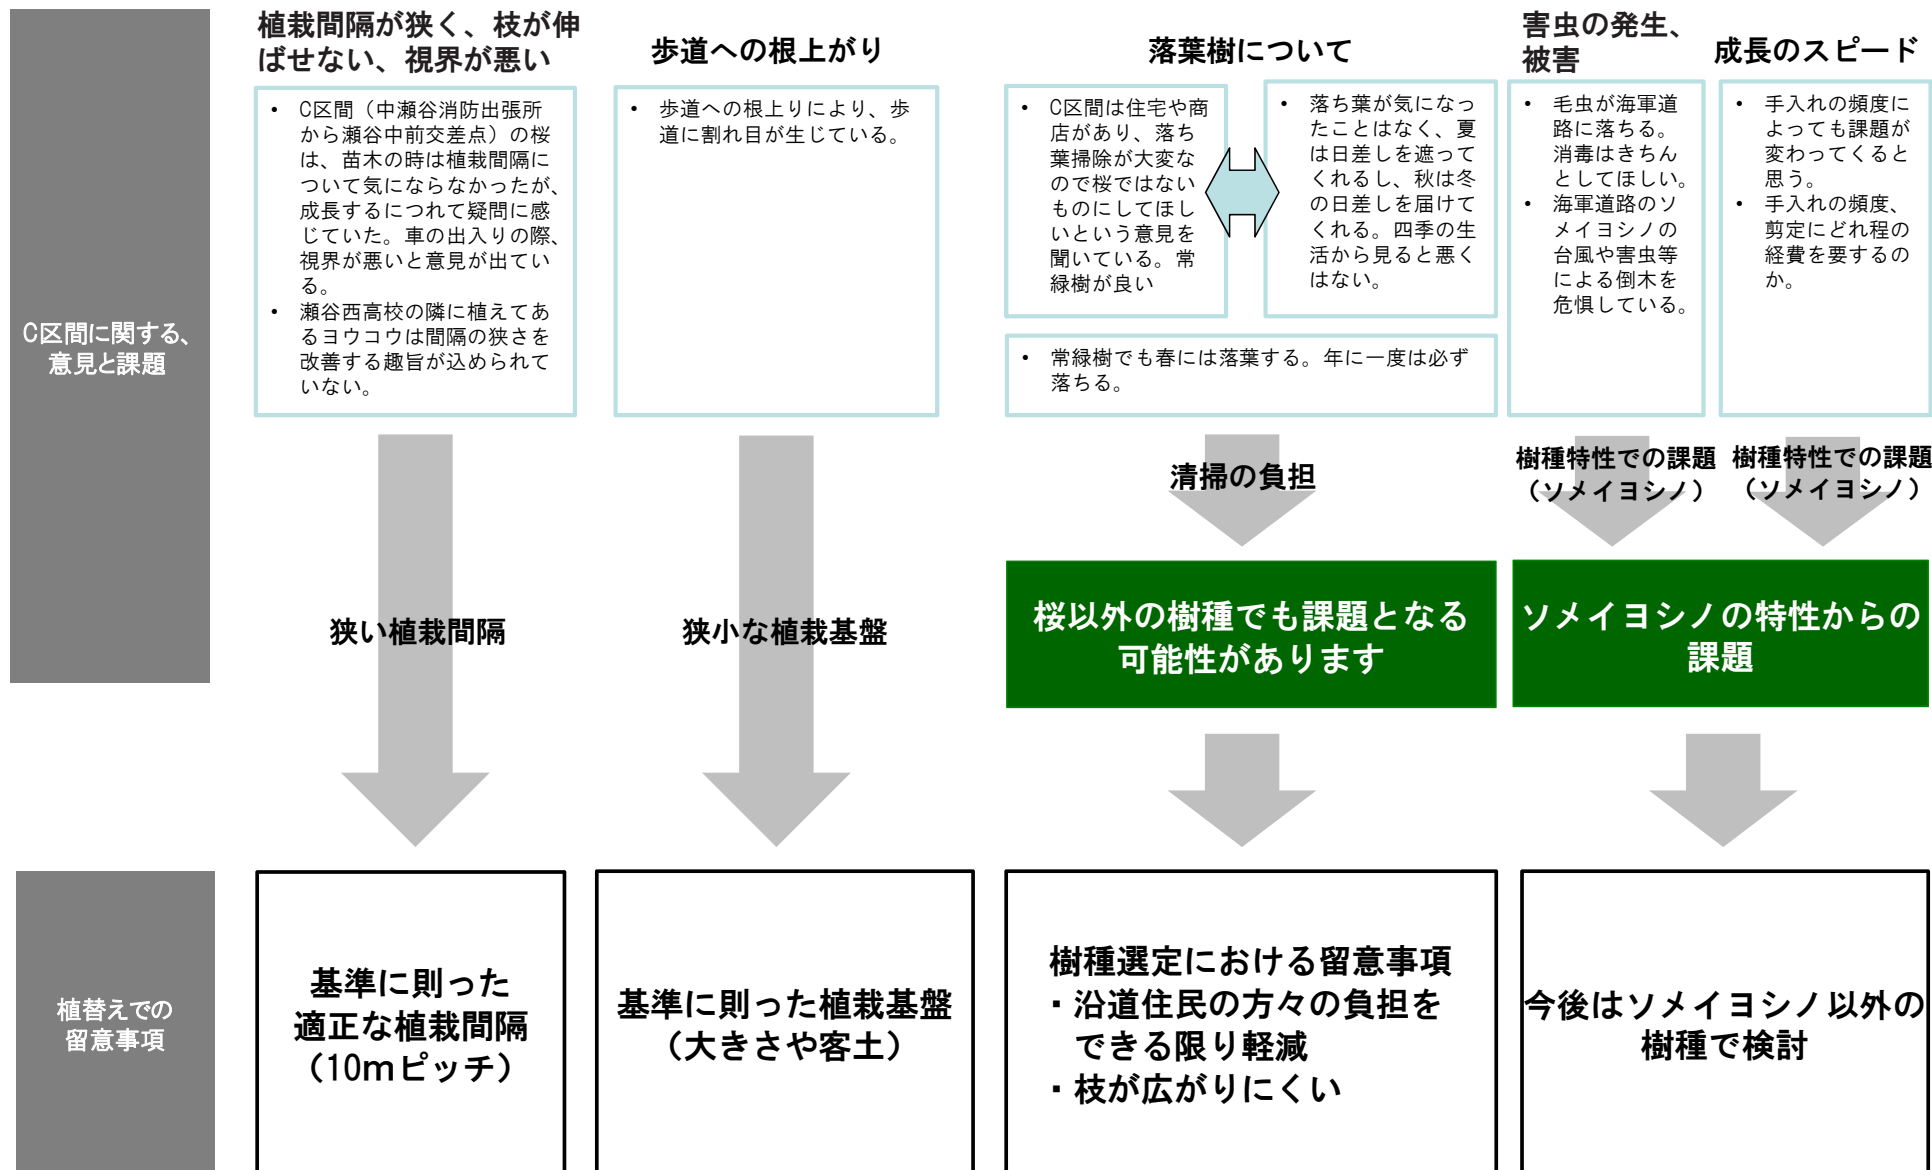 C区間に関する、
意見と課題
植栽間隔が狭く、枝が伸
ばせない、視界が悪い
• C区間（中瀬谷消防出張所
から瀬谷中前交差点）の桜
は、苗木の時は植栽間隔に
ついて気にならなかったが、
成長するにつれて疑問に感
じていた。車の出入りの際、
視界が悪いと意見が出てい
る。
• 瀬谷西高校の隣に植えてあ
るヨウコウは間隔の狭さを
改善する趣旨が込められて
いない。
歩道への根上がり
• 歩道への根上りにより、歩
道に割れ目が生じている。
落葉樹について
• C区間は住宅や商
店があり、落ち
葉掃除が大変な
ので桜ではない
ものにしてほし
いという意見を
聞いている。常
緑樹が良い
• 落ち葉が気になっ
たことはなく、夏
は日差しを遮って
くれるし、秋は冬
の日差しを届けて
くれる。四季の生
活から見ると悪く
はない。
• 常緑樹でも春には落葉する。年に一度は必ず
落ちる。
害虫の発生、
被害
• 毛虫が海軍道
路に落ちる。
消毒はきちん
としてほしい。
• 海軍道路のソ
メイヨシノの
台風や害虫等
による倒木を
危惧している。
成長のスピード
• 手入れの頻度に
よっても課題が
変わってくると
思う。
• 手入れの頻度、
剪定にどれ程の
経費を要するの
か。
狭い植栽間隔
狭小な植栽基盤
清掃の負担
樹種特性での課題
（ソメイヨシノ）
樹種特性での課題
（ソメイヨシノ）
桜以外の樹種でも課題となる
可能性があります
ソメイヨシノの特性からの
課題
植替えでの
留意事項
基準に則った
適正な植栽間隔
（10mピッチ）
基準に則った植栽基盤
（大きさや客土）
樹種選定における留意事項
・沿道住民の方々の負担を
できる限り軽減
・枝が広がりにくい
今後はソメイヨシノ以外の
樹種で検討